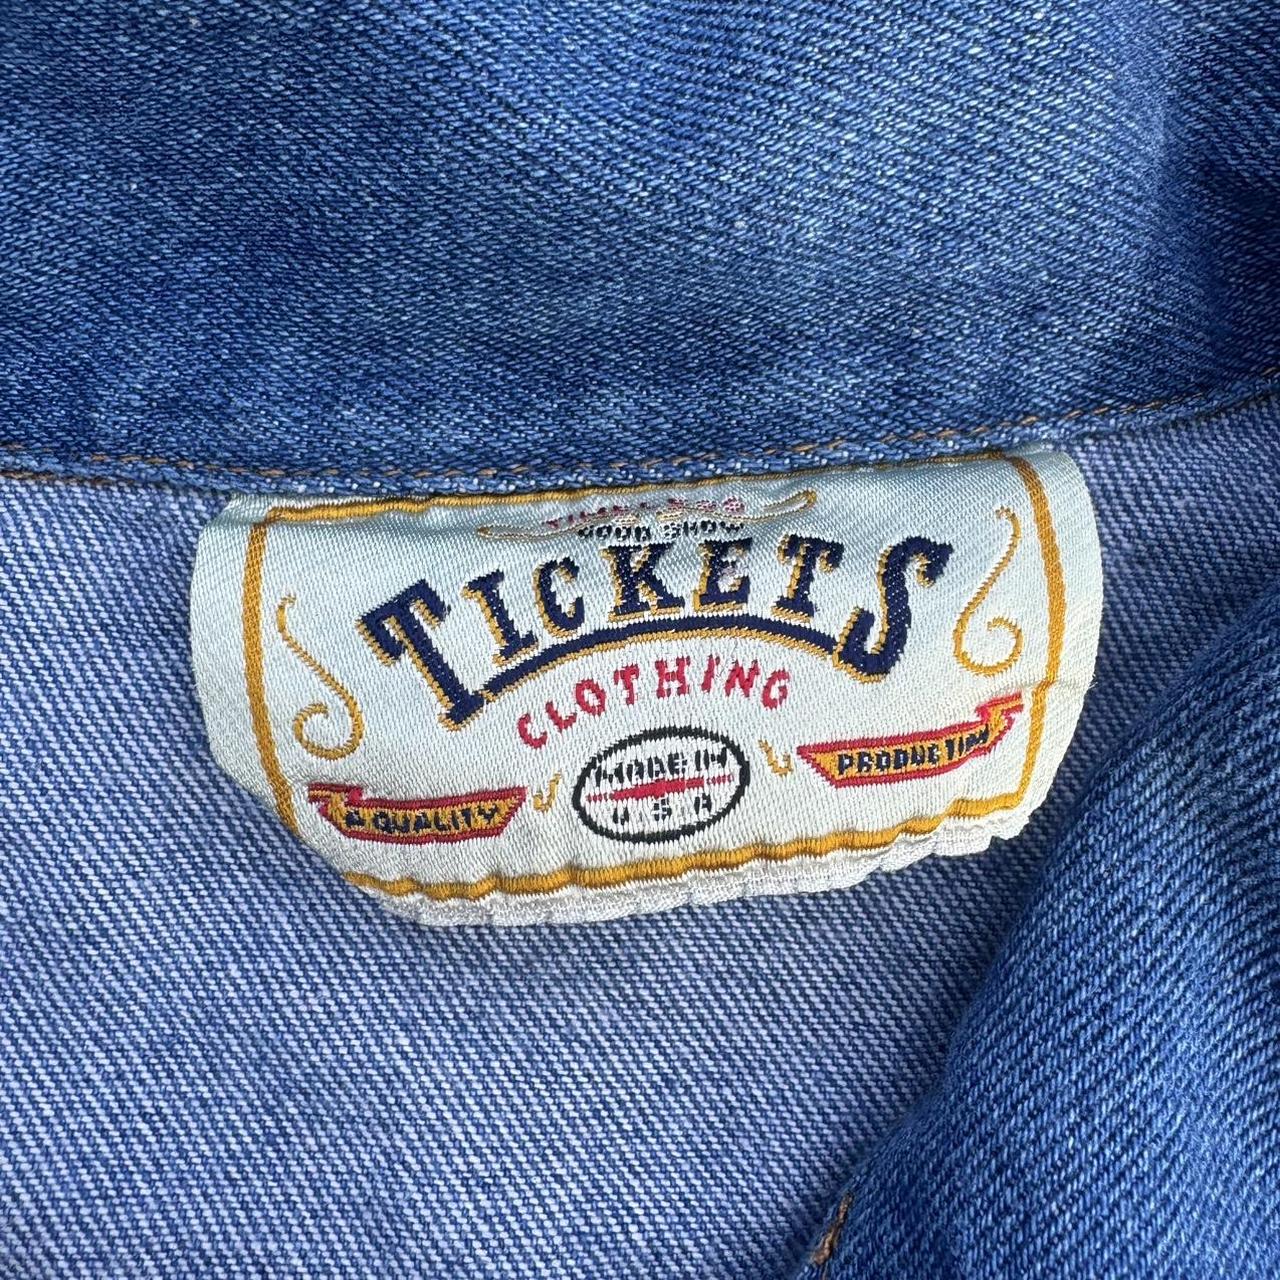 GOOD SHOW
TICKETS
CLOTHING
A QUALITY
MADE IN
U.S.A
PRODUCTION